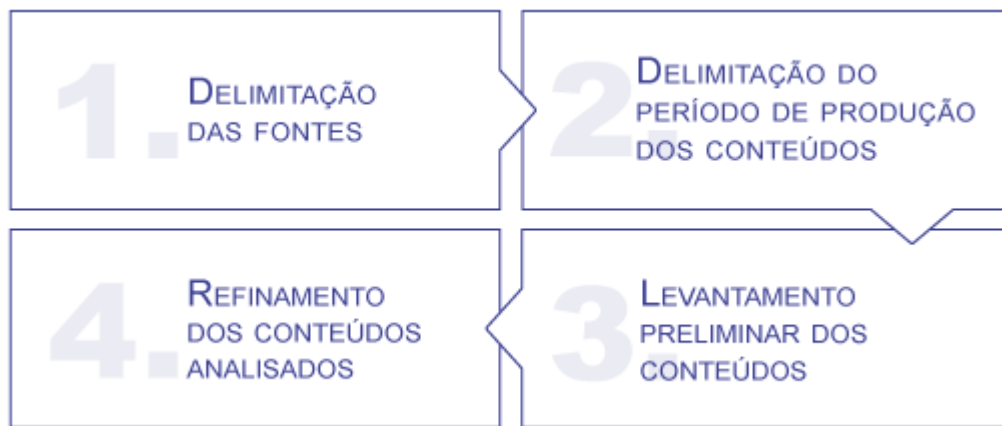 1.
DELIMITAÇÃO
DAS FONTES
2.
DELIMITAÇÃO DO
PERÍODO DE PRODUÇÃO
DOS CONTEÚDOS
3.
LEVANTAMENTO
PRELIMINAR DOS
CONTEÚDOS
4.
REFINAMENTO
DOS CONTEÚDOS
ANALISADOS